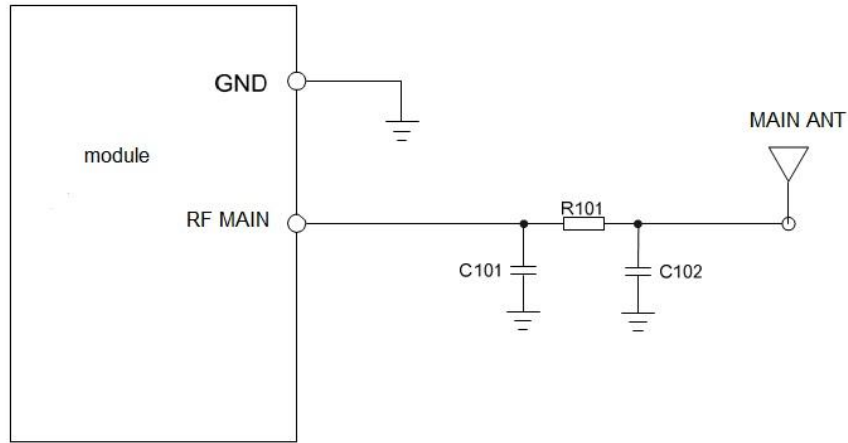 GND
MAIN ANT
module
R101
RF MAIN
C101
C102